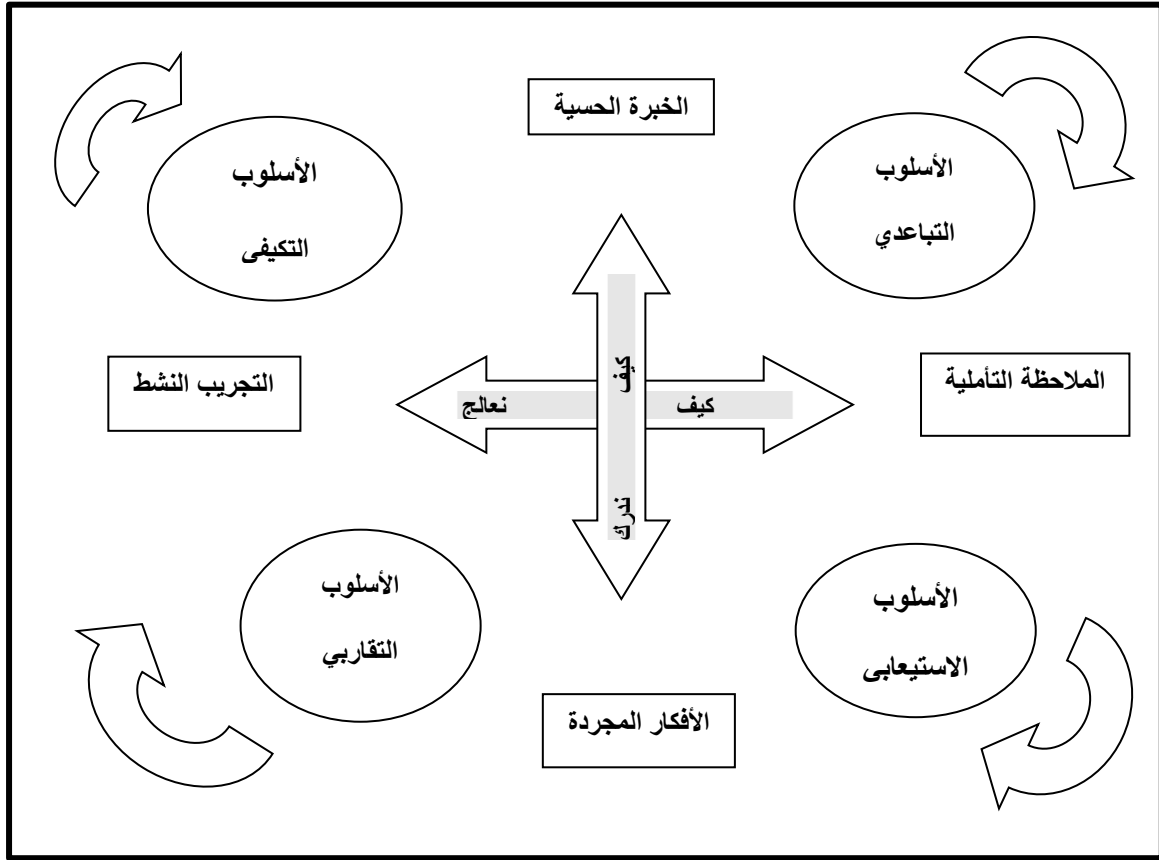 الخبرة الحسية
الأسلوب
التباعدي
الأسلوب
التكيفى
الملاحظة التأملية
التجريب النشط
كيف
ندرك
كيف
نعالج
الأسلوب
الاستيعابى
الأسلوب
التقاربي
الأفكار المجردة